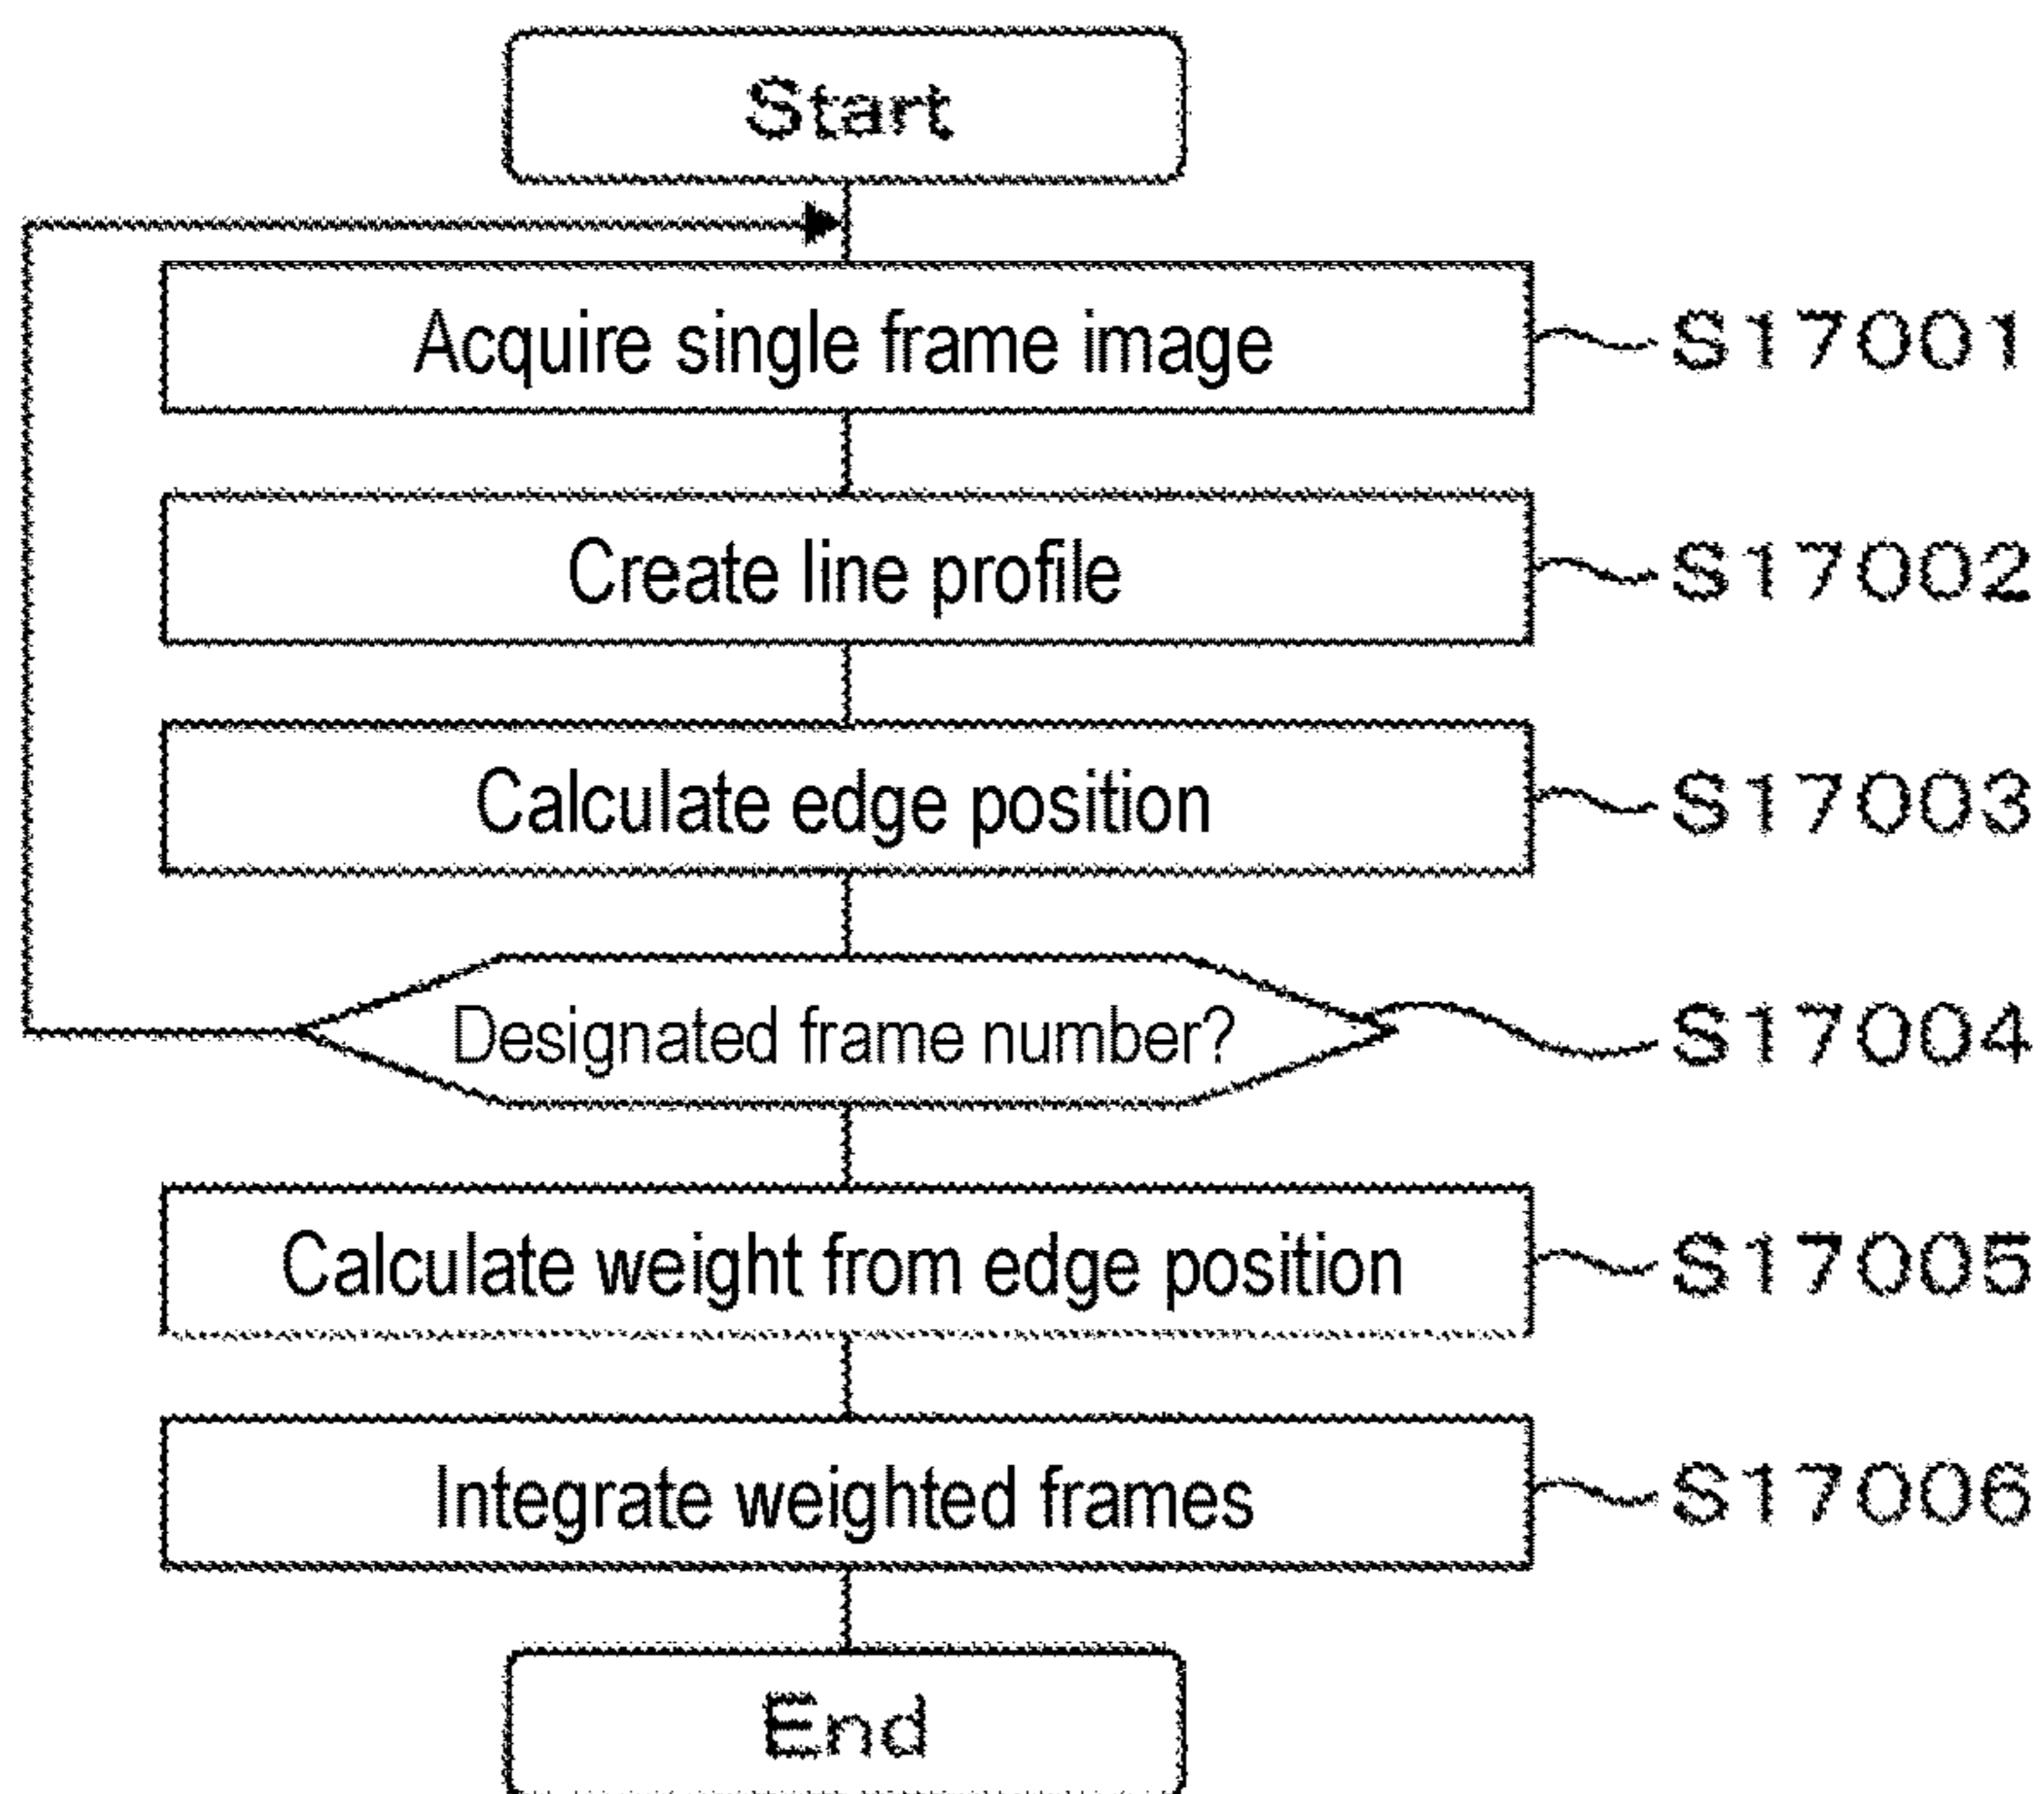 Start
Acquire single frame image
S17001
Create line profile
S17002
Calculate edge position
S17003
Designated frame number?
S17004
Calculate weight from edge position
S17005
Integrate weighted frames
S17006
End